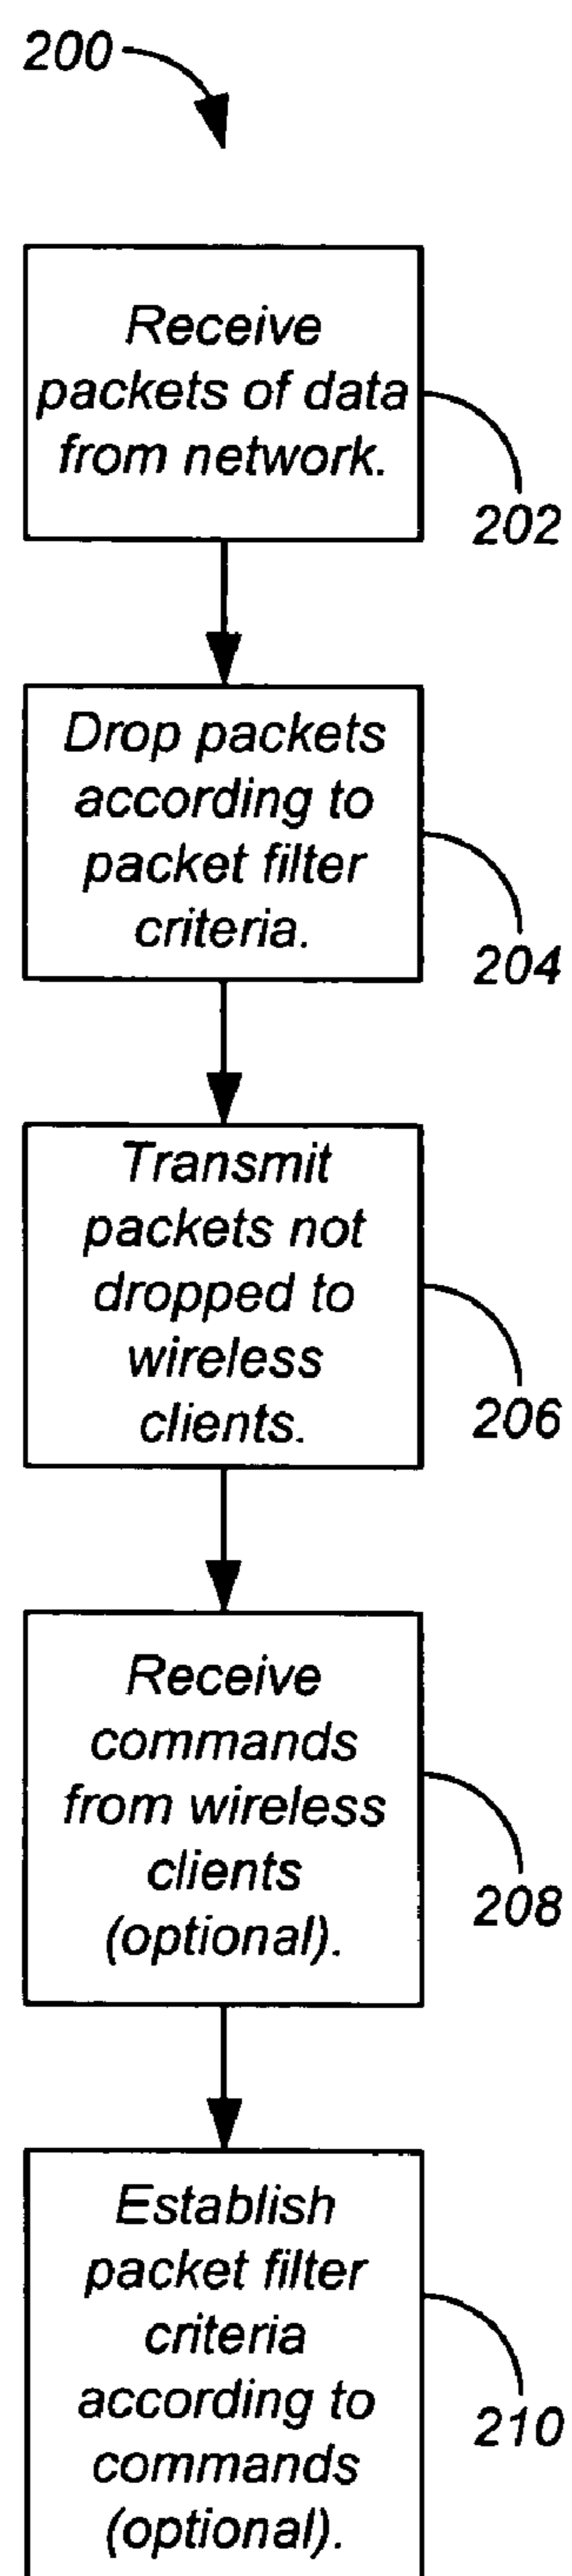 200
Receive
packets of data
from network.
202
Drop packets
according to
packet filter
criteria.
204
Transmit
packets not
dropped to
wireless
clients.
206
Receive
commands
from wireless
clients
(optional).
208
Establish
packet filter
criteria
according to
commands
(optional).
210